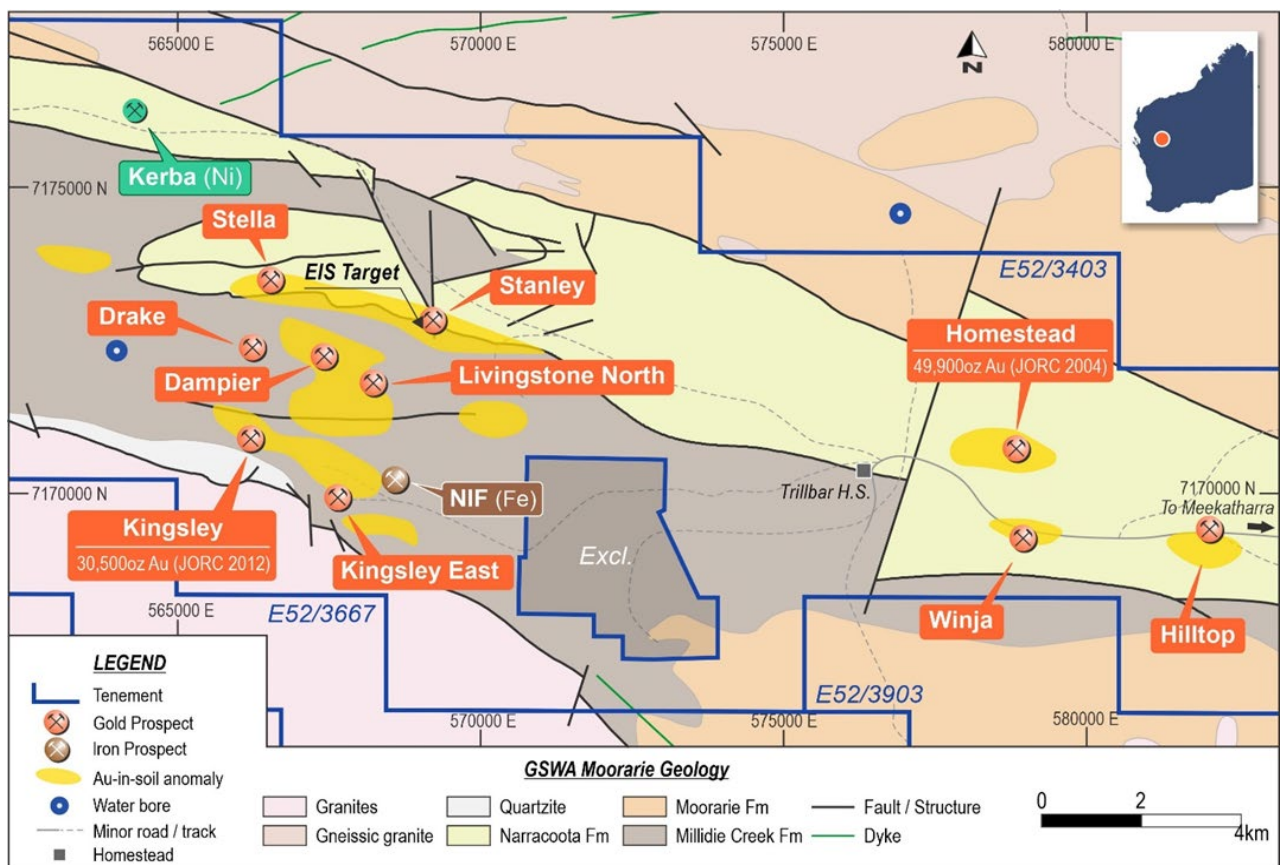 565000 E
570000 E
575000 E
580000 E
N
Kerba (Ni)
7175000 N
7175000 N
Stella
EIS Target
Stanley
E52/3403
Drake
Homestead
49,900oz Au (JORC 2004)
Dampier
Livingstone North
Trillbar H.S.
7170000 N
7170000 N
To Meekatharra
NIF (Fe)
Kingsley
30,500oz Au (JORC 2012)
Kingsley East
Excl.
Winja
Hilltop
565000 E
E52/3667
E52/3903
570000 E
575000 E
580000 E
LEGEND
Tenement
Gold Prospect
Iron Prospect
Au-in-soil anomaly
Water bore
Minor road / track
Homestead
GSWA Moorarie Geology
Granites
Quartzite
Moorarie Fm
Fault / Structure
Gneissic granite
Narracoota Fm
Millidie Creek Fm
Dyke
0
2
4km